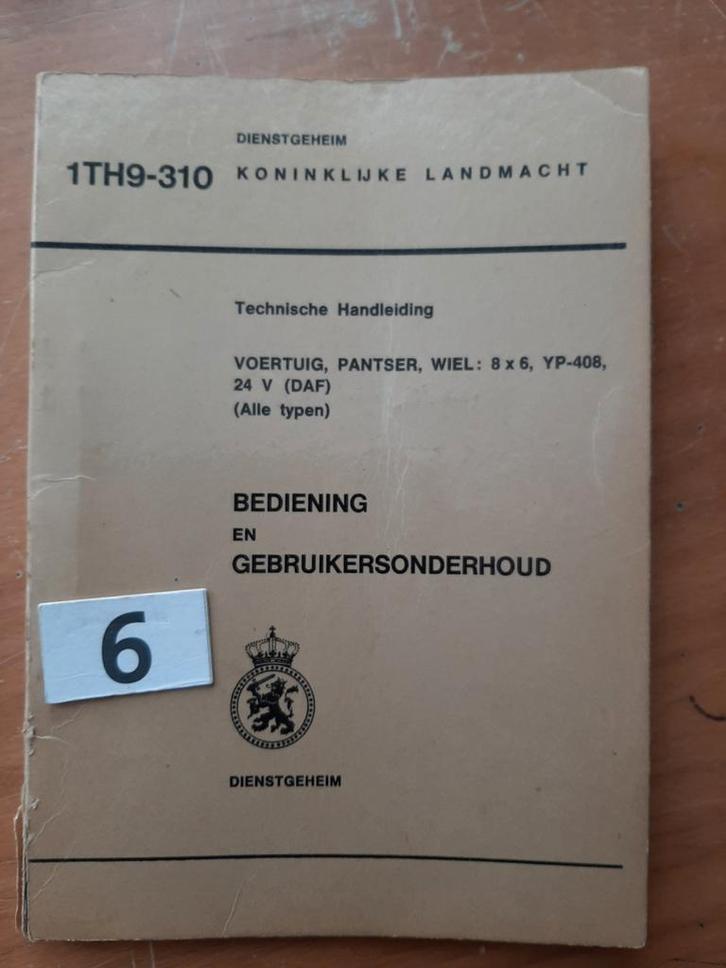 DIENSTGEHEIM
1TH9-310 KONINKLIJKE LANDMACHT
Technische Handleiding
VOERTUIG, PANTSER, WIEL: 8 x 6, YP-408,
24 V (DAF)
(Alle typen)
BEDIENING
EN
GEBRUIKERSONDERHOUD
6
DIENSTGEHEIM